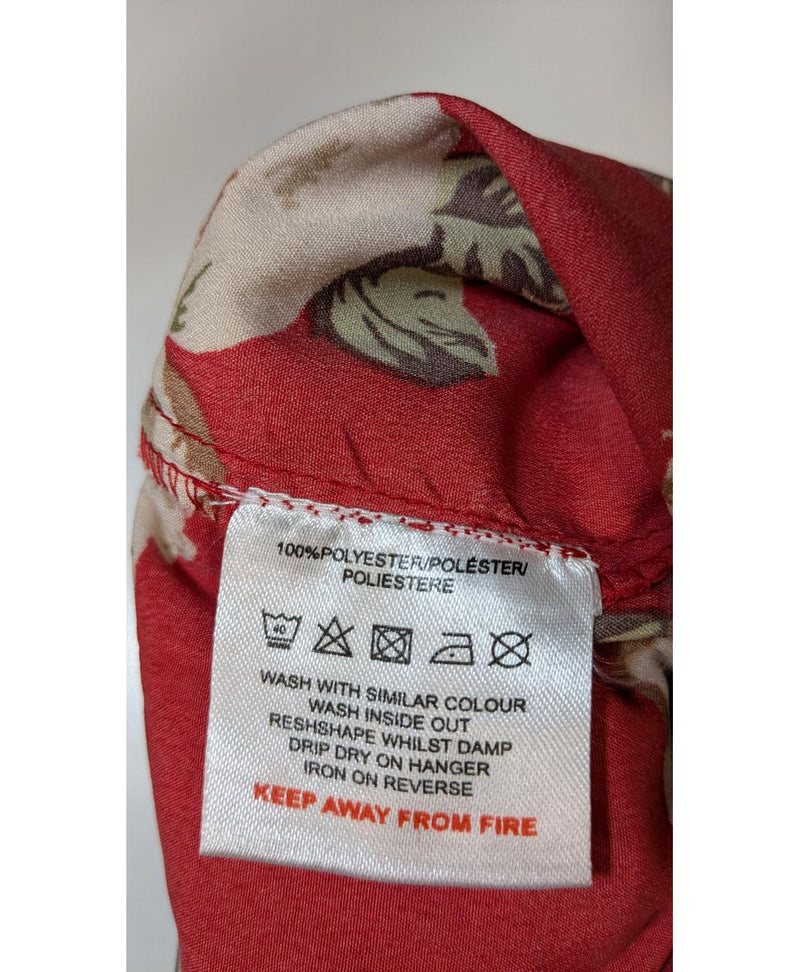 100%POLYESTER/POLÉSTER/
POLIESTERE
40
WASH WITH SIMILAR COLOUR
WASH INSIDE OUT
RESHSHAPE WHILST DAMP
DRIP DRY ON HANGER
IRON ON REVERSE
KEEP AWAY FROM FIRE